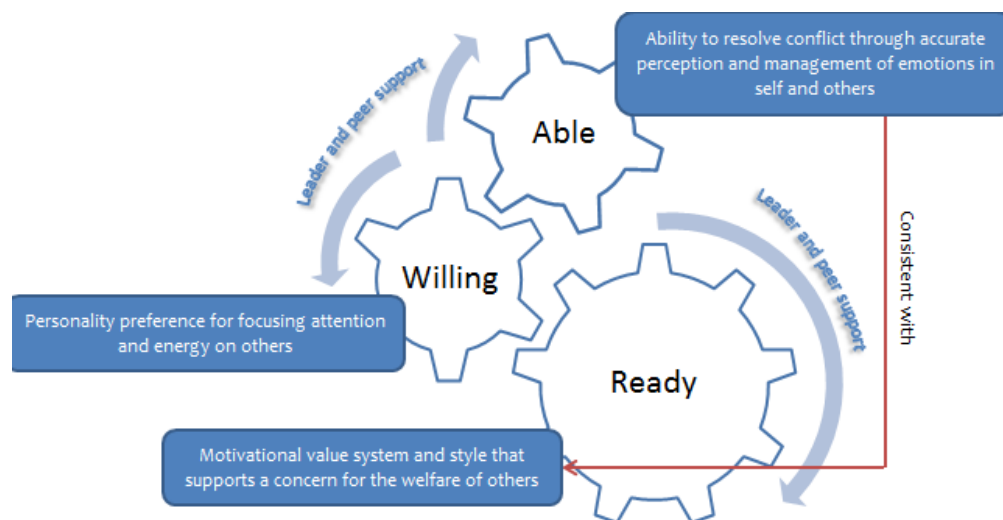 Ability to resolve conflict through accurate
perception and management of emotions in
self and others
Able
Leader and peer support
Willing
Personality preference for focusing attention
and energy on others
Leader and peer support
Consistent with
Ready
Motivational value system and style that
supports a concern for the welfare of others